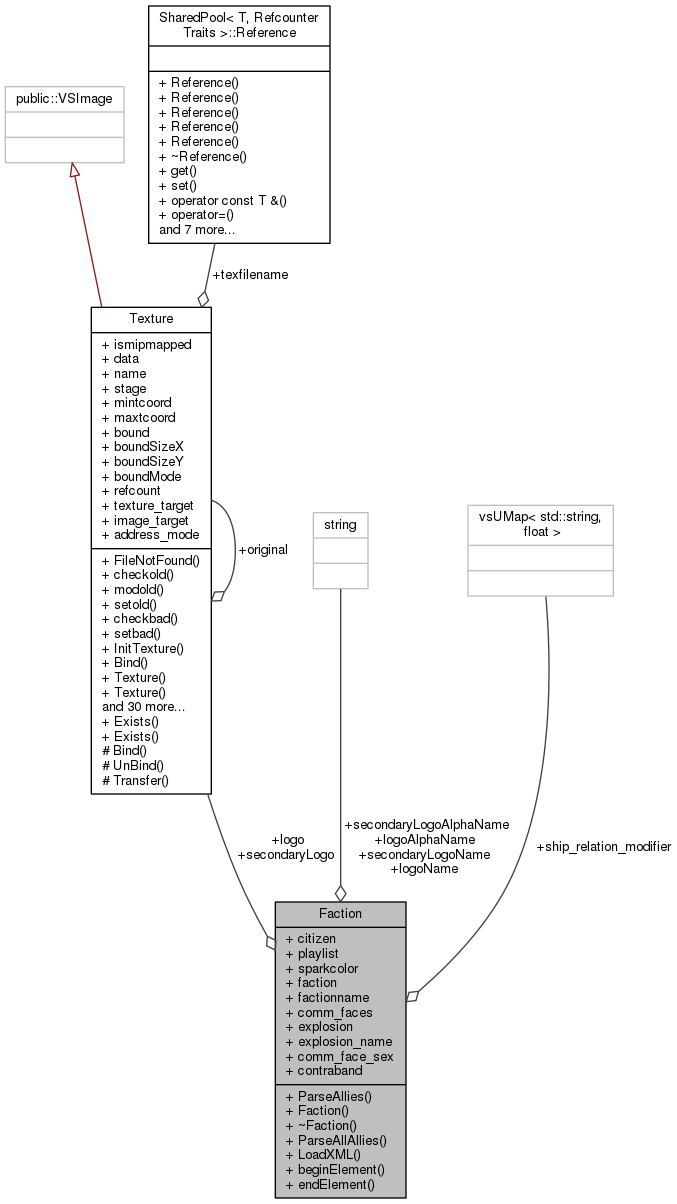 SharedPool< T, Refcounter
Traits >::Reference
+ Reference()
+ Reference()
+ Reference()
+ Reference()
+ Reference()
+ ~Reference()
+ get()
+ set()
+ operator const T &()
+ operator=()
and 7 more...
public::VSImage
+texfilename
Texture
+ ismipmapped
+ data
+ name
+ stage
+ mintcoord
+ maxtcoord
+ bound
+ boundSizeX
+ boundSizeY
+ boundMode
+ refcount
+ texture_target
+ image_target
+ address_mode
+ FileNotFound()
+ checkold()
+ modold()
+ setold()
+ checkbad()
+ setbad()
+ InitTexture()
+ Bind()
+ Texture()
+ Texture()
and 30 more...
+ Exists()
+ Exists()
# Bind()
# UnBind()
# Transfer()
+original
string
vsUMap< std::string,
float >
+logo
+secondaryLogo
+secondaryLogoAlphaName
+logoAlphaName
+secondaryLogoName
+logoName
+ship_relation_modifier
Faction
+ citizen
+ playlist
+ sparkcolor
+ faction
+ factionname
+ comm_faces
+ explosion
+ explosion_name
+ comm_face_sex
+ contraband
+ ParseAllies()
+ Faction()
+ ~Faction()
+ ParseAllAllies()
+ LoadXML()
+ beginElement()
+ endElement()